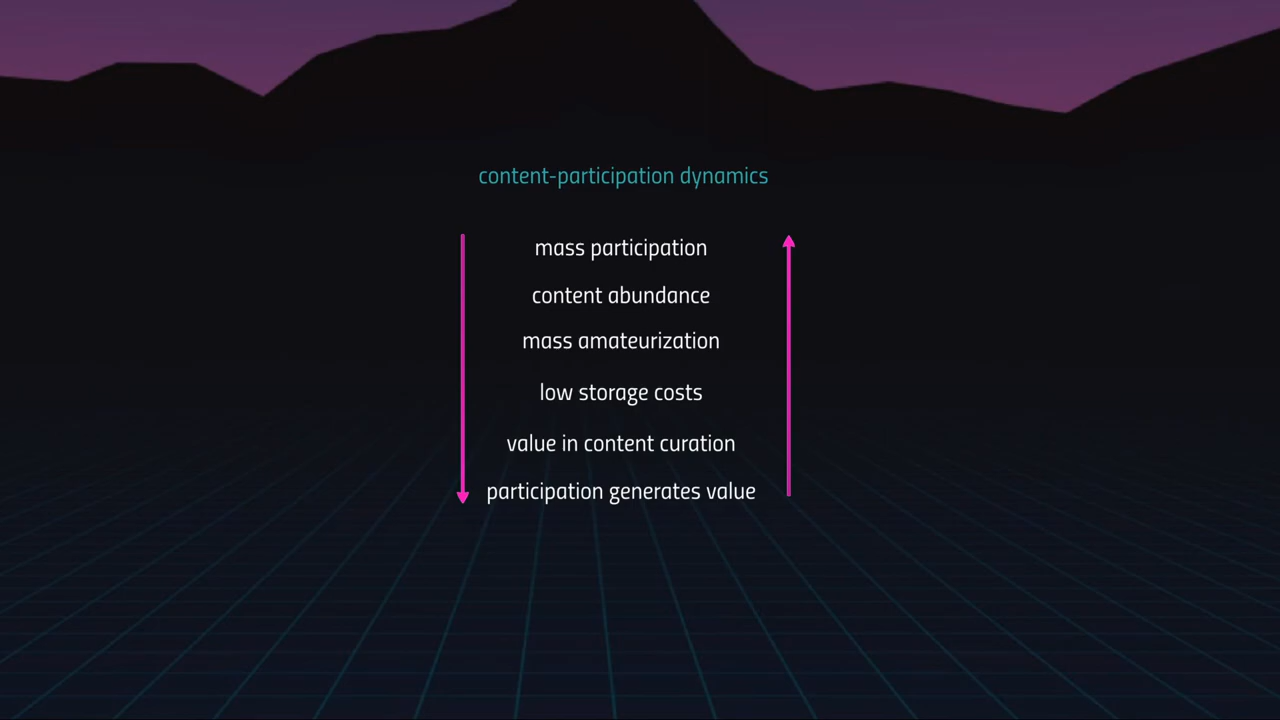 content-participation dynamics
mass participation
content abundance
mass amateurization
low storage costs
value in content curation
participation generates value